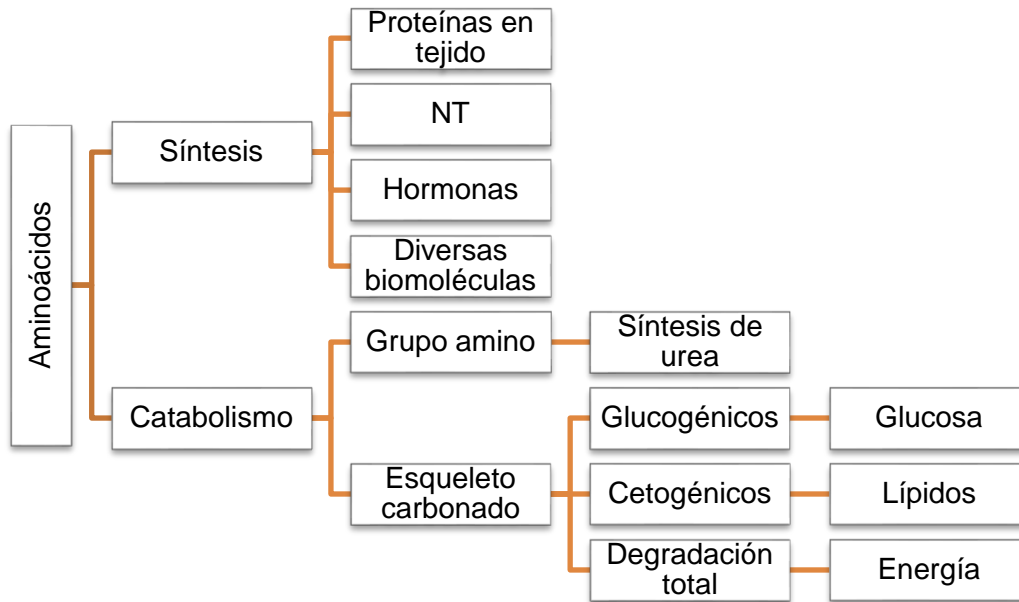 Aminoácidos
Síntesis
Proteínas en
tejido
NT
Hormonas
Diversas
biomoléculas
Catabolismo
Grupo amino
Síntesis de
urea
Esqueleto
carbonado
Glucogénicos
Glucosa
Cetogénicos
Lípidos
Degradación
total
Energía